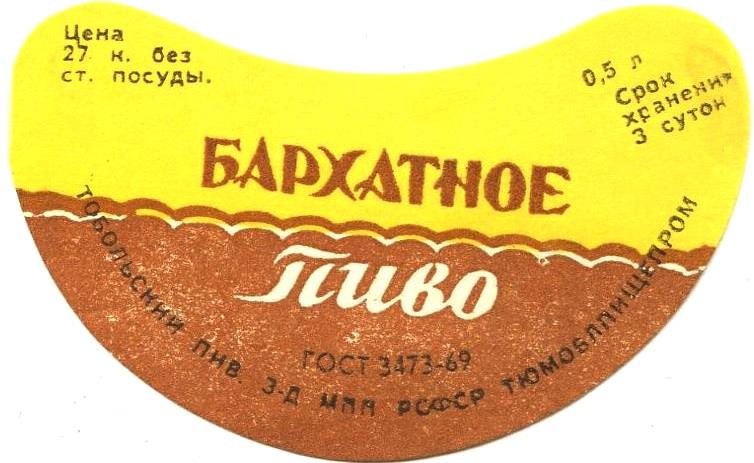 Цена
27 к. без
ст. посуды.
0,5 л
Срок
хранения
3 суток
БАРХАТНОЕ
Пиво
ГОСТ 3473-69
ТОБОЛЬСКИЙ ПИВ. З-Д МПП РСФСР ТЮМОБЛПИЩЕПРОМ